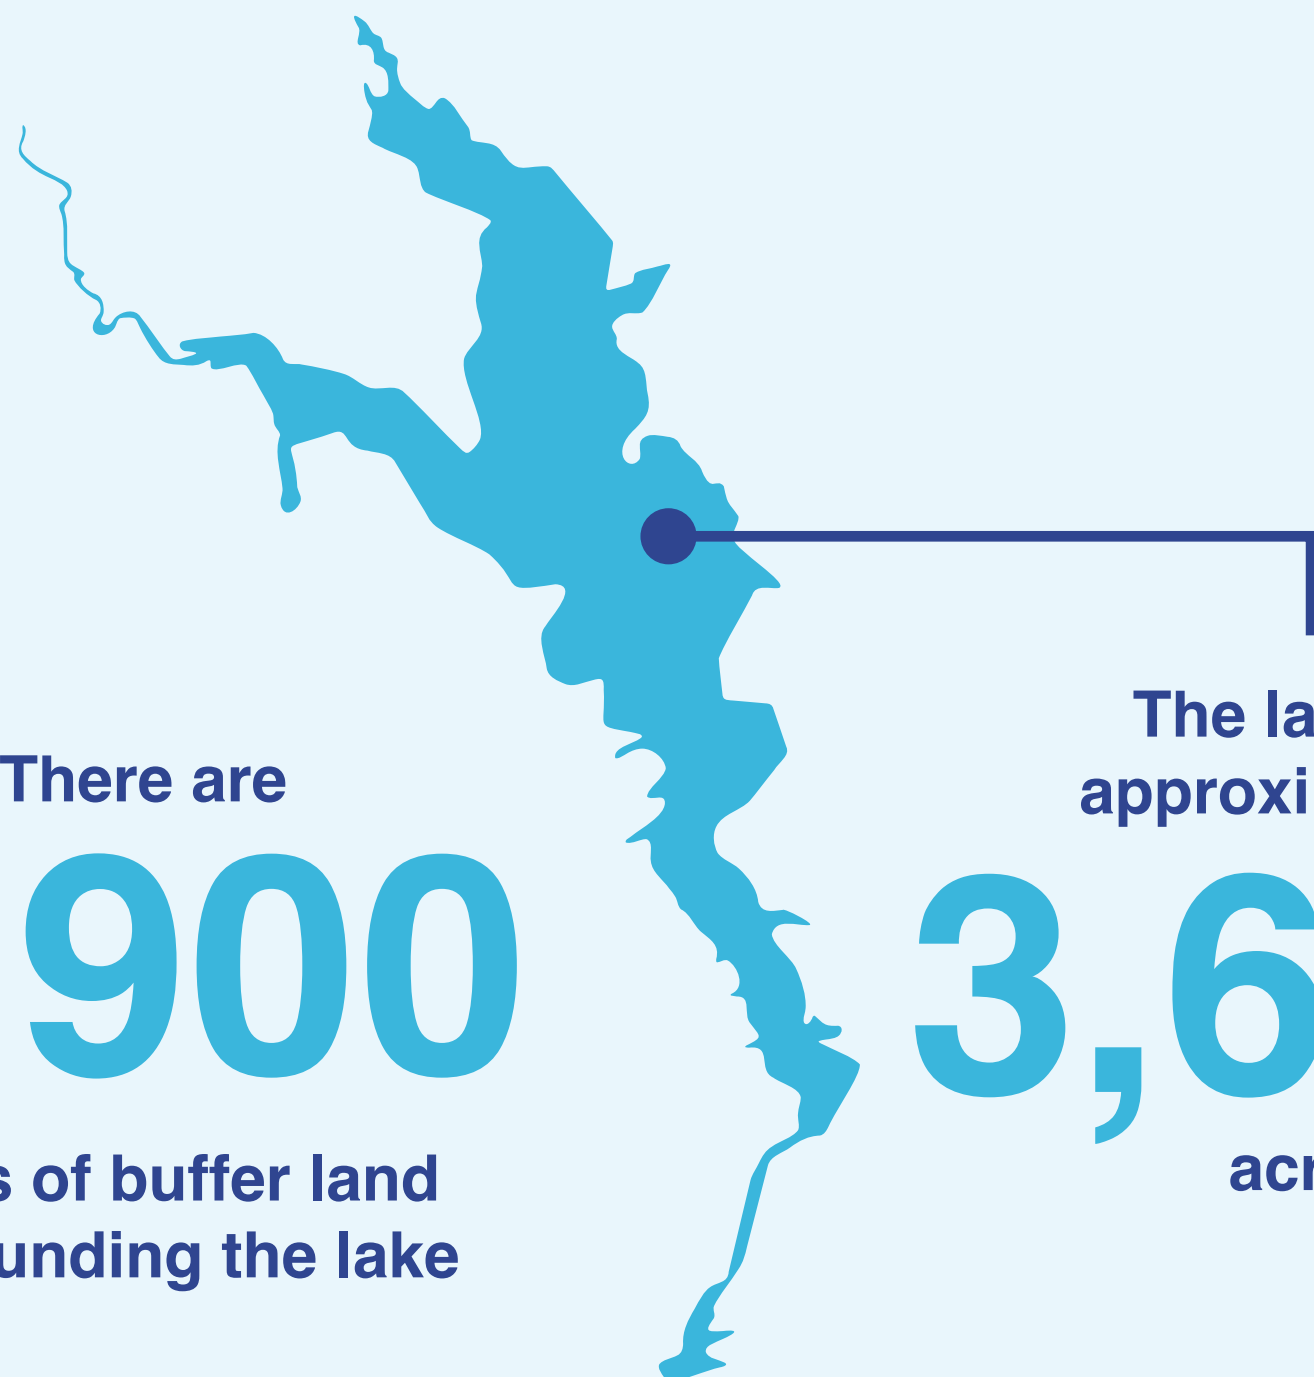 There are
900
s of buffer land
unding the lake
The la
approxi
3,6
acr